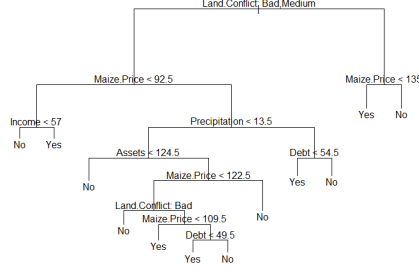 Land.Conflict: Bad,Medium
Maize.Price < 92.5
Maize.Price < 135
Income < 57
Precipitation < 13.5
Yes No
No Yes
Assets < 124.5
Debt < 54.5
Maize.Price < 122.5
Yes No
No
Land.Conflict: Bad
Maize.Price < 109.5
No
No
Debt < 49.5
Yes
Yes No